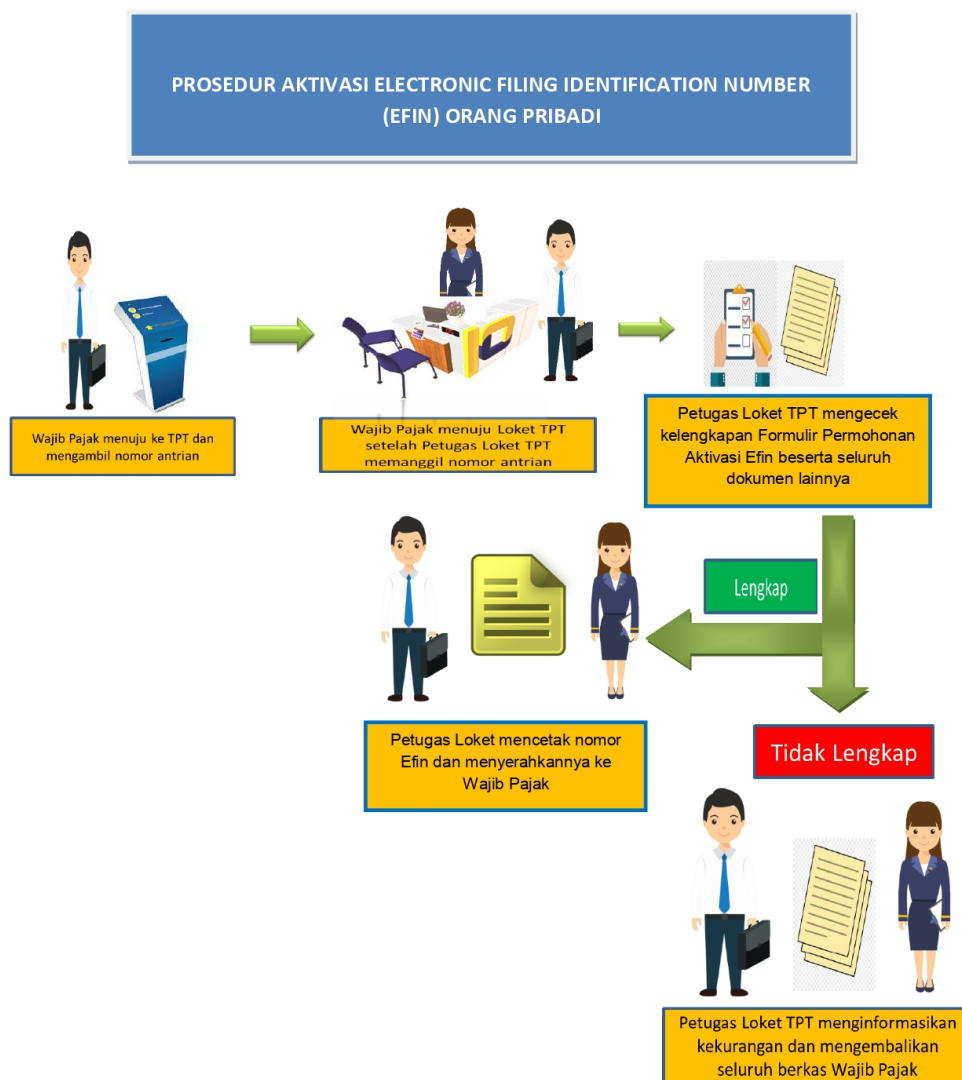 PROSEDUR AKTIVASI ELECTRONIC FILING IDENTIFICATION NUMBER
(EFIN) ORANG PRIBADI
Wajib Pajak menuju ke TPT dan
mengambil nomor antrian
Wajib Pajak menuju Loket TPT
setelah Petugas Loket TPT
memanggil nomor antrian
Petugas Loket TPT mengecek
kelengkapan Formulir Permohonan
Aktivasi Efin beserta seluruh
dokumen lainnya
Lengkap
Petugas Loket mencetak nomor
Efin dan menyerahkannya ke
Wajib Pajak
Tidak Lengkap
Petugas Loket TPT menginformasikan
kekurangan dan mengembalikan
seluruh berkas Wajib Pajak